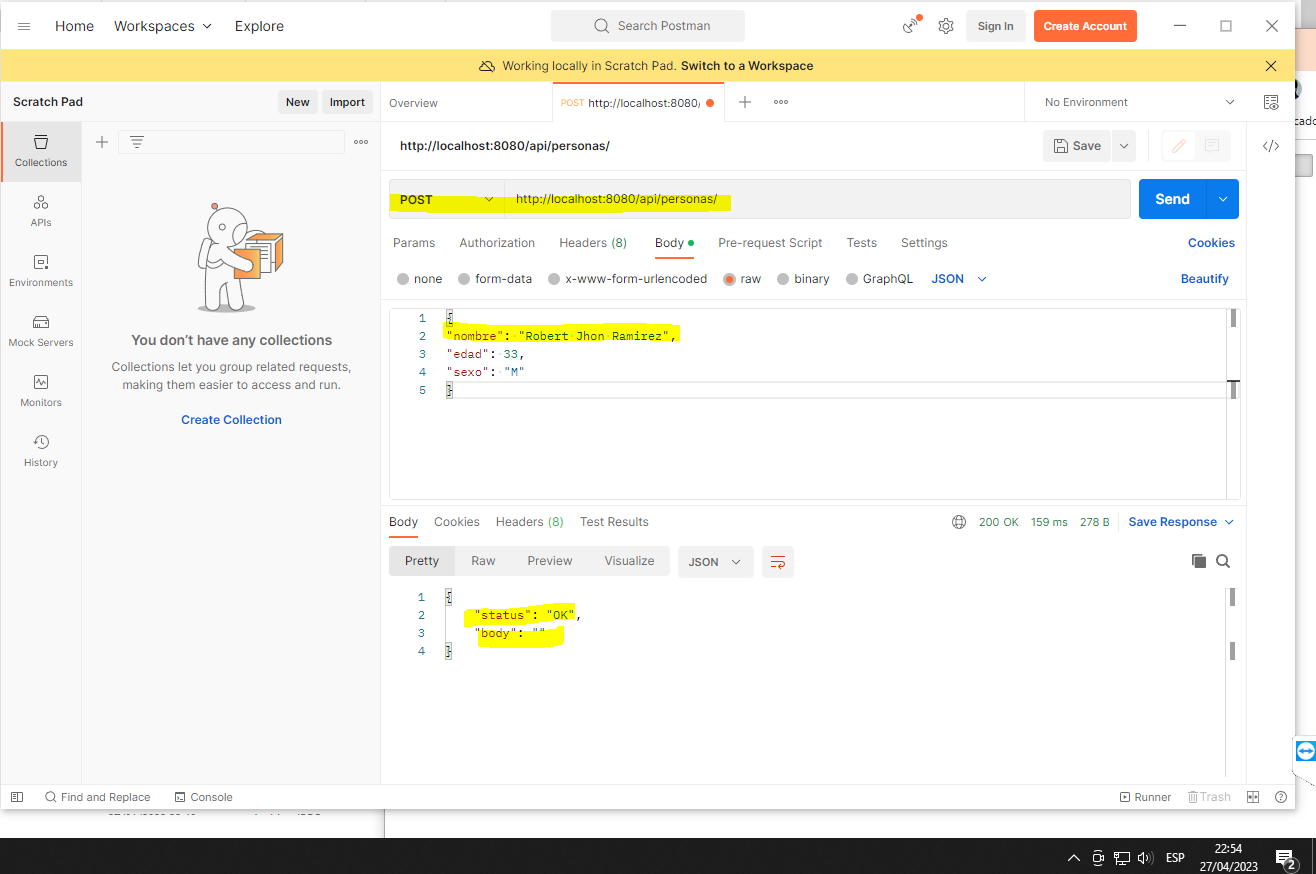 Home Workspaces Explore Search Postman Sign In Create Account
Working locally in Scratch Pad. Switch to a Workspace
Scratch Pad New Import Overview POST http://localhost:8080/ No Environment
Collections
APIs
Environments
Mock Servers
Monitors
History
You don't have any collections
Collections let you group related requests,
making them easier to access and run.
Create Collection
http://localhost:8080/api/personas/ Save
POST http://localhost:8080/api/personas/ Send
Params Authorization Headers (8) Body Pre-request Script Tests Settings Cookies
none form-data x-www-form-urlencoded raw binary GraphQL JSON Beautify
1 {
2 "nombre": "Robert Jhon Ramirez",
3 "edad": 33,
4 "sexo": "M"
5 }
Body Cookies Headers (8) Test Results 200 OK 159 ms 278 B Save Response
Pretty Raw Preview Visualize JSON
1 {
2 "status": "OK",
3 "body": ""
4 }
Find and Replace Console Runner Trash
ESP 22:54
27/04/2023 2